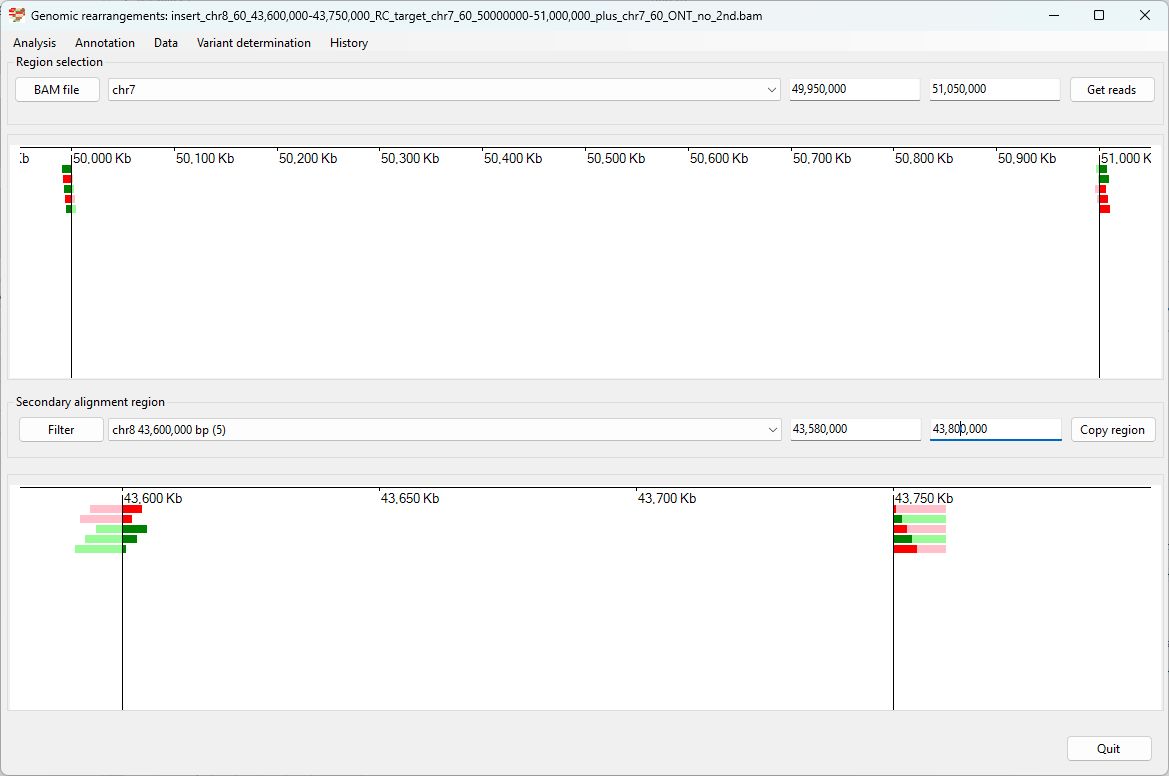 Genomic rearrangements: insert_chr8_60_43,600,000-43,750,000_RC_target_chr7_60_50000000-51,000,000_plus_chr7_60_ONT_no_2nd.bam
Analysis Annotation Data Variant determination History
Region selection
BAM file chr7 49,950,000 51,050,000 Get reads
:b 50,000 Kb 50,100 Kb 50,200 Kb 50,300 Kb 50,400 Kb 50,500 Kb 50,600 Kb 50,700 Kb 50,800 Kb 50,900 Kb 51,000 K
Secondary alignment region
Filter chr8 43,600,000 bp (5) 43,580,000 43,800,000 Copy region
43,600 Kb 43,650 Kb 43,700 Kb 43,750 Kb
Quit